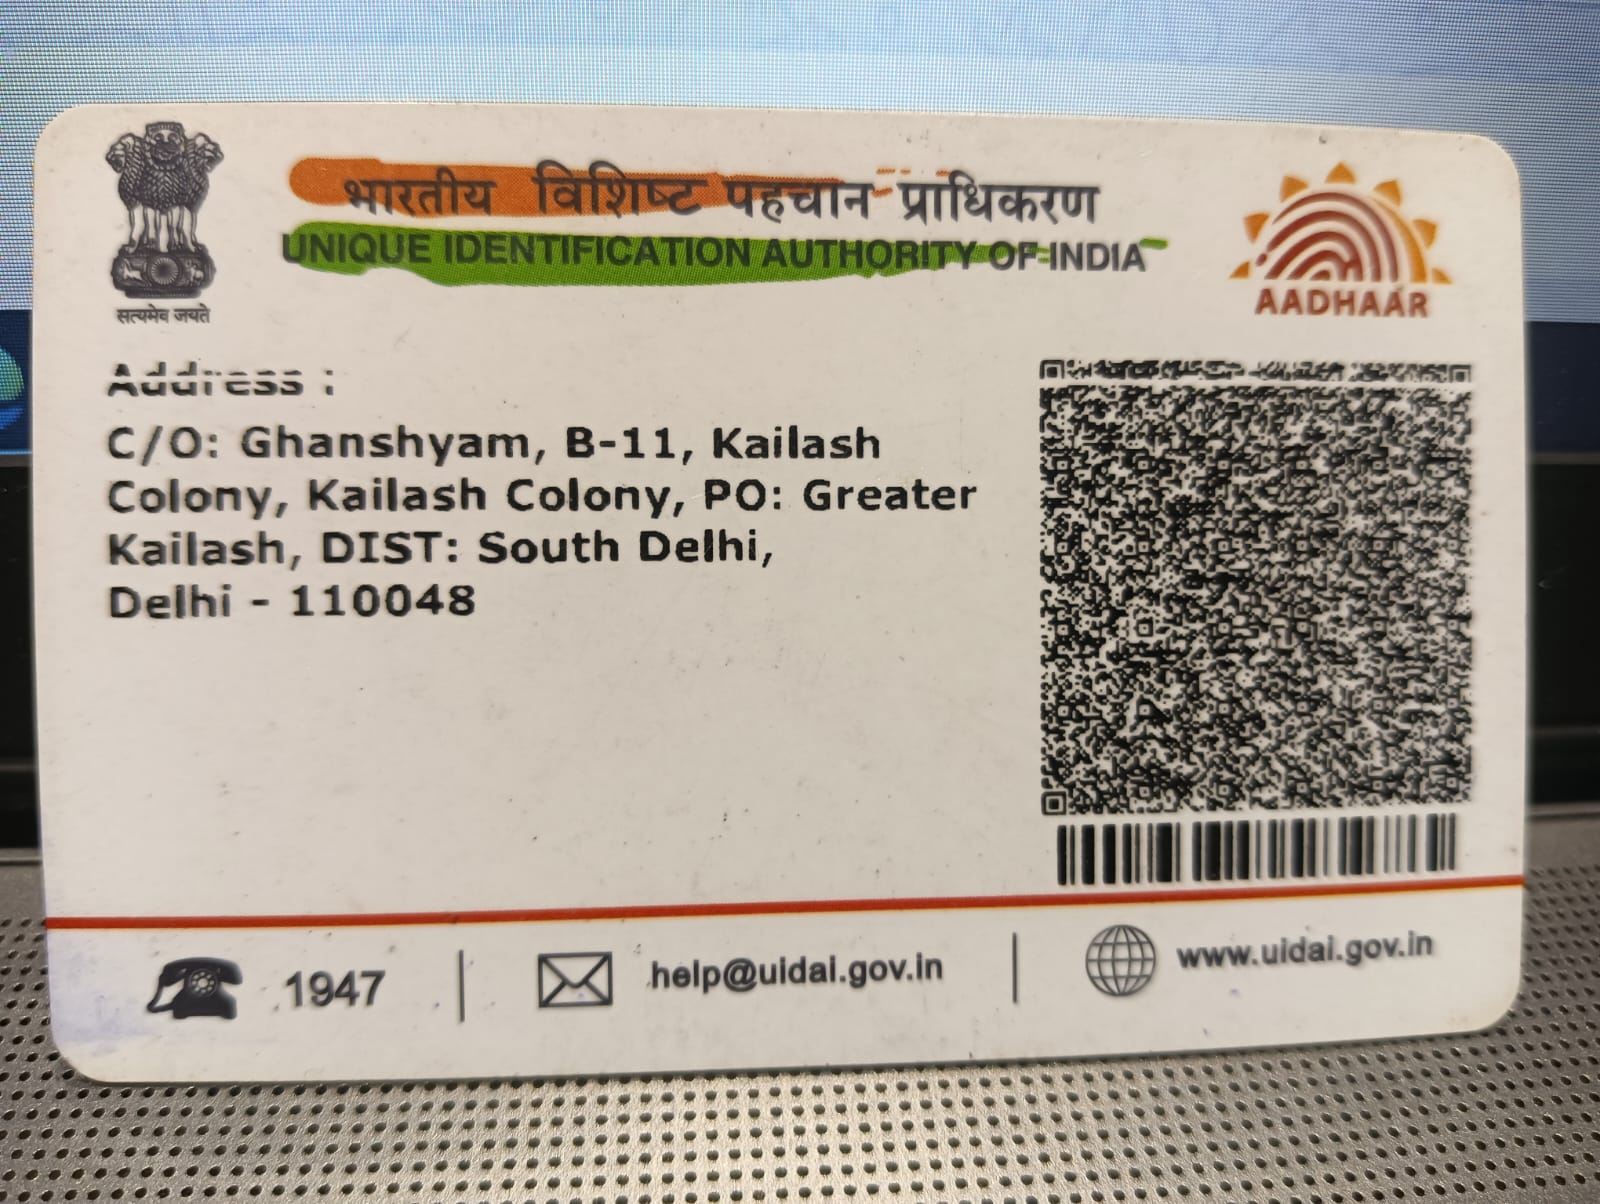 भारतीय विशिष्ट पहचान प्राधिकरण
UNIQUE IDENTIFICATION AUTHORITY OF INDIA
सत्यमेव जयते
AADHAAR
Address :
C/O: Ghanshyam, B-11, Kailash
Colony, Kailash Colony, PO: Greater
Kailash, DIST: South Delhi,
Delhi - 110048
1947
help@uidai.gov.in
www.uidai.gov.in